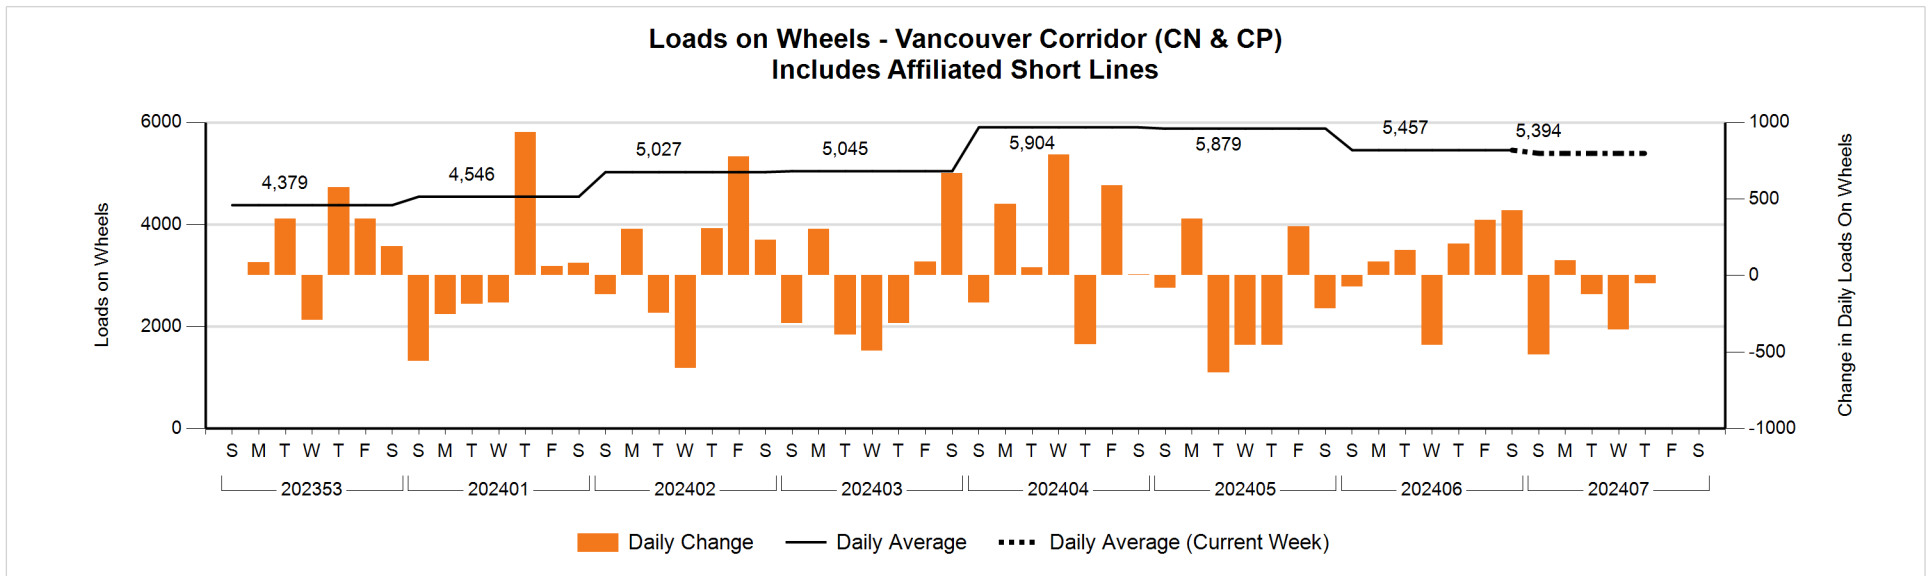 Loads on Wheels - Vancouver Corridor (CN & CP)
Includes Affiliated Short Lines
Loads on Wheels
6000
4000
2000
0
4,379
4,546
5,027
5,045
5,904
5,879
5,457
5,394
1000
500
0
-500
-1000
Change in Daily Loads On Wheels
S M T W T F S S M T W T F S S M T W T F S S M T W T F S S M T W T F S S M T W T F S S M T W T F S S M T W T F S
202353 202401 202402 202403 202404 202405 202406 202407
Daily Change Daily Average Daily Average (Current Week)